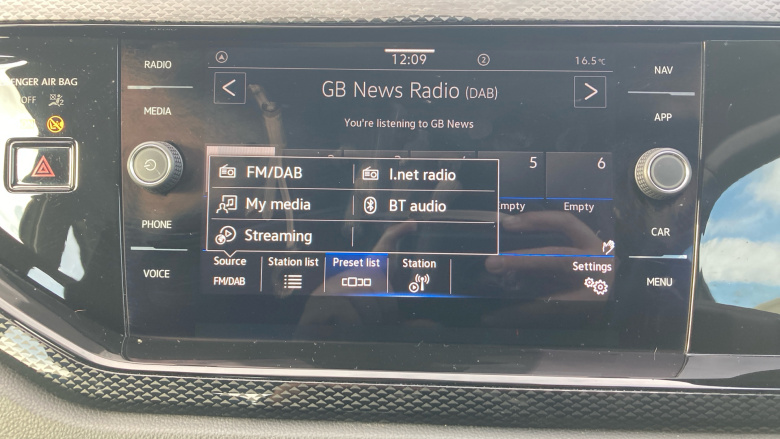 ENGER AIR BAG
OFF
RADIO
MEDIA
PHONE
VOICE
12:09
2
16.5°C
GB News Radio (DAB)
You're listening to GB News
5
6
mpty
Empty
FM/DAB
I.net radio
My media
BT audio
Streaming
Source
Station list
Preset list
Station
Settings
FM/DAB
NAV
APP
CAR
MENU